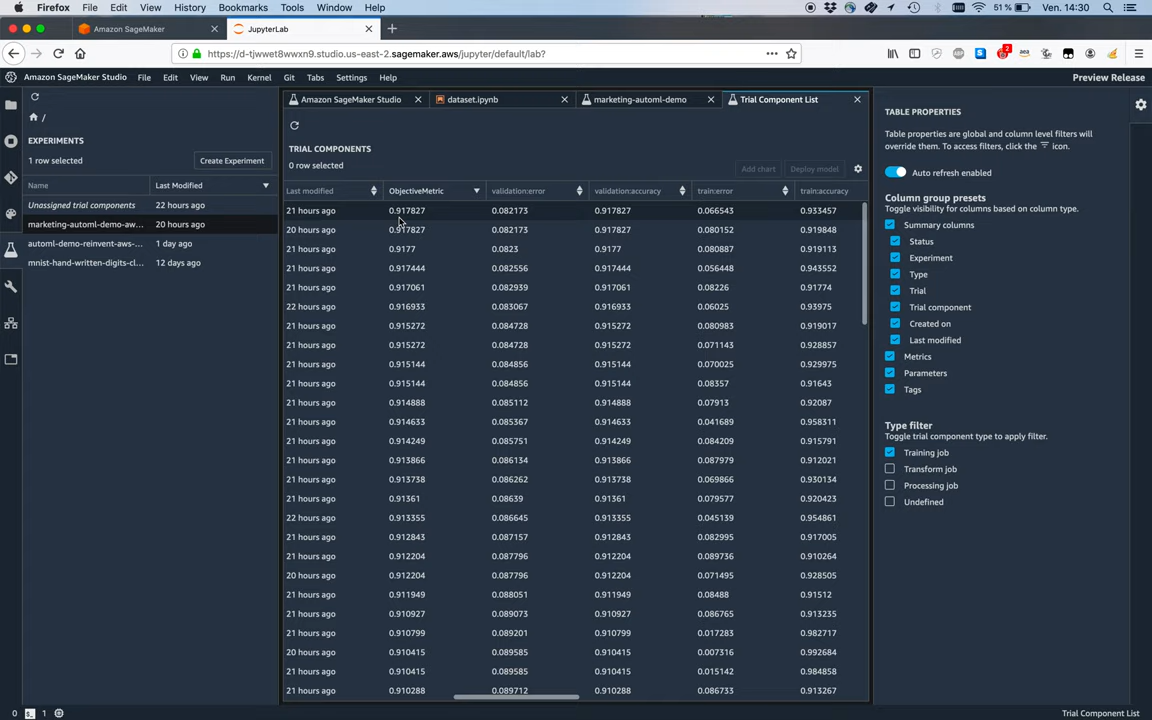 Firefox File Edit View History Bookmarks Tools Window Help 51 % Ven. 14:30
Amazon SageMaker JupyterLab
https://d-tjwwet8wwxn9.studio.us-east-2.sagemaker.aws/jupyter/default/lab?
Amazon SageMaker Studio File Edit View Run Kernel Git Tabs Settings Help Preview Release
Amazon SageMaker Studio dataset.ipynb marketing-automl-demo Trial Component List
/
EXPERIMENTS
1 row selected Create Experiment
Name Last Modified
Unassigned trial components 22 hours ago
marketing-automl-demo-aw... 20 hours ago
automl-demo-reinvent-aws-... 1 day ago
mnist-hand-written-digits-cl... 12 days ago
TRIAL COMPONENTS
0 row selected Add chart Deploy model
Last modified ObjectiveMetric validation:error validation:accuracy train:error train:accuracy
21 hours ago 0.917827 0.082173 0.917827 0.066543 0.933457
20 hours ago 0.917827 0.082173 0.917827 0.080152 0.919848
21 hours ago 0.9177 0.0823 0.9177 0.080887 0.919113
21 hours ago 0.917444 0.082556 0.917444 0.056448 0.943552
21 hours ago 0.917061 0.082939 0.917061 0.08226 0.91774
22 hours ago 0.916933 0.083067 0.916933 0.06025 0.93975
21 hours ago 0.915272 0.084728 0.915272 0.080983 0.919017
21 hours ago 0.915272 0.084728 0.915272 0.071143 0.928857
21 hours ago 0.915144 0.084856 0.915144 0.070025 0.929975
21 hours ago 0.915144 0.084856 0.915144 0.08357 0.91643
21 hours ago 0.914888 0.085112 0.914888 0.07913 0.92087
21 hours ago 0.914633 0.085367 0.914633 0.041689 0.958311
21 hours ago 0.914249 0.085751 0.914249 0.084209 0.915791
21 hours ago 0.913866 0.086134 0.913866 0.087979 0.912021
21 hours ago 0.913738 0.086262 0.913738 0.069866 0.930134
21 hours ago 0.91361 0.08639 0.91361 0.079577 0.920423
22 hours ago 0.913355 0.086645 0.913355 0.045139 0.954861
21 hours ago 0.912843 0.087157 0.912843 0.082995 0.917005
21 hours ago 0.912204 0.087796 0.912204 0.089736 0.910264
20 hours ago 0.912204 0.087796 0.912204 0.071495 0.928505
21 hours ago 0.911949 0.088051 0.911949 0.08488 0.91512
21 hours ago 0.910927 0.089073 0.910927 0.086765 0.913235
21 hours ago 0.910799 0.089201 0.910799 0.017283 0.982717
20 hours ago 0.910415 0.089585 0.910415 0.007316 0.992684
21 hours ago 0.910415 0.089585 0.910415 0.015142 0.984858
21 hours ago 0.910288 0.089712 0.910288 0.086733 0.913267
TABLE PROPERTIES
Table properties are global and column level filters will
override them. To access filters, click the icon.
Auto refresh enabled
Column group presets
Toggle visibility for columns based on column type.
Summary columns
Status
Experiment
Type
Trial
Trial component
Created on
Last modified
Metrics
Parameters
Tags
Type filter
Toggle trial component type to apply filter.
Training job
Transform job
Processing job
Undefined
0 1 Trial Component List